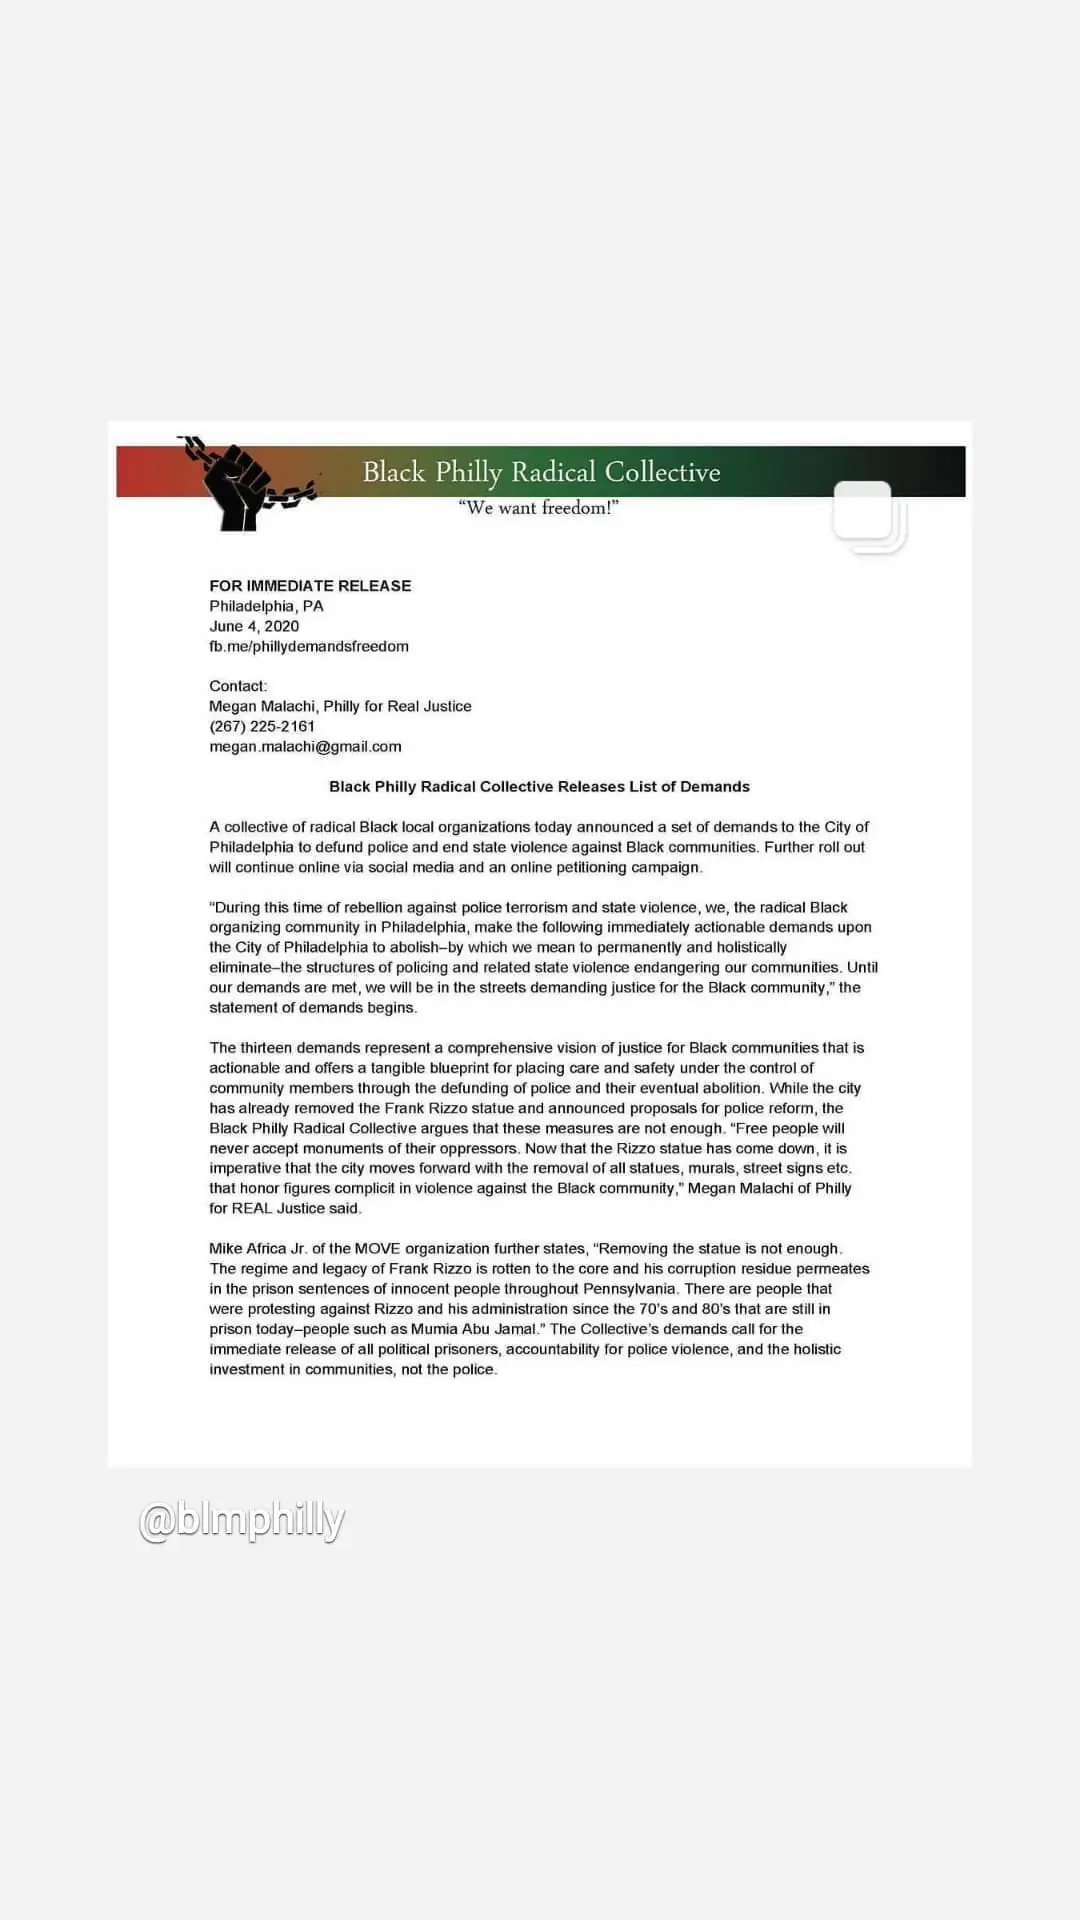 Black Philly Radical Collective
“We want freedom!”
FOR IMMEDIATE RELEASE
Philadelphia, PA
June 4, 2020
fb.me/phillydemandsfreedom
Contact:
Megan Malachi, Philly for Real Justice
(267) 225-2161
megan.malachi@gmail.com
Black Philly Radical Collective Releases List of Demands
A collective of radical Black local organizations today announced a set of demands to the City of
Philadelphia to defund police and end state violence against Black communities. Further roll out
will continue online via social media and an online petitioning campaign.
“During this time of rebellion against police terrorism and state violence, we, the radical Black
organizing community in Philadelphia, make the following immediately actionable demands upon
the City of Philadelphia to abolish–by which we mean to permanently and holistically
eliminate–the structures of policing and related state violence endangering our communities. Until
our demands are met, we will be in the streets demanding justice for the Black community,” the
statement of demands begins.
The thirteen demands represent a comprehensive vision of justice for Black communities that is
actionable and offers a tangible blueprint for placing care and safety under the control of
community members through the defunding of police and their eventual abolition. While the city
has already removed the Frank Rizzo statue and announced proposals for police reform, the
Black Philly Radical Collective argues that these measures are not enough. “Free people will
never accept monuments of their oppressors. Now that the Rizzo statue has come down, it is
imperative that the city moves forward with the removal of all statues, murals, street signs etc.
that honor figures complicit in violence against the Black community,” Megan Malachi of Philly
for REAL Justice said.
Mike Africa Jr. of the MOVE organization further states, “Removing the statue is not enough.
The regime and legacy of Frank Rizzo is rotten to the core and his corruption residue permeates
in the prison sentences of innocent people throughout Pennsylvania. There are people that
were protesting against Rizzo and his administration since the 70’s and 80’s that are still in
prison today–people such as Mumia Abu Jamal.” The Collective’s demands call for the
immediate release of all political prisoners, accountability for police violence, and the holistic
investment in communities, not the police.
@blmphilly